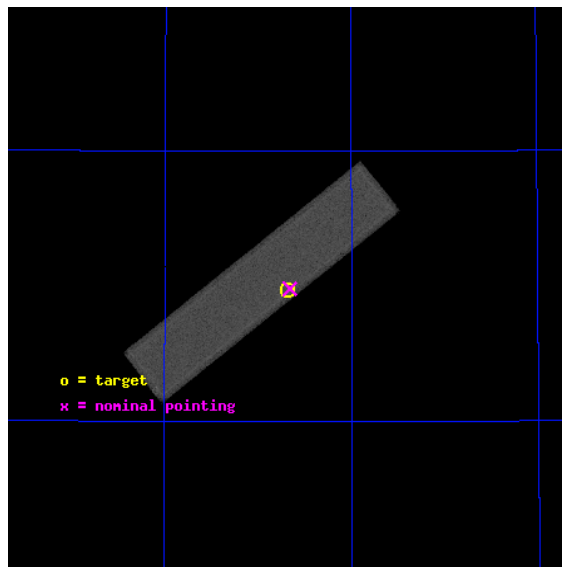 o = target
x = nominal pointing